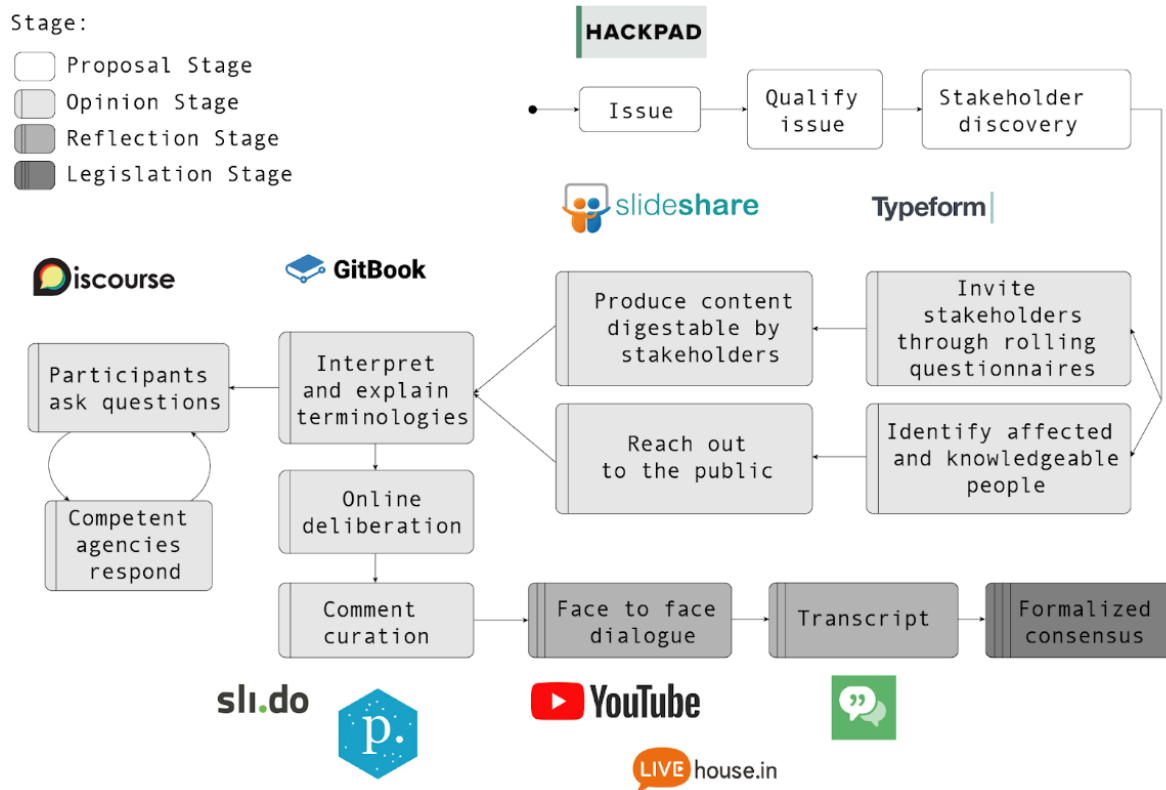 Stage:
Proposal Stage
Opinion Stage
Reflection Stage
Legislation Stage
HACKPAD
Issue
Qualify
issue
Stakeholder
discovery
slideshare
Typeform
Discourse
GitBook
Produce content
digestable by
stakeholders
Invite
stakeholders
through rolling
questionnaires
Participants
ask questions
Interpret
and explain
terminologies
Reach out
to the public
Identify affected
and knowledgeable
people
Competent
agencies
respond
Online
deliberation
Comment
curation
Face to face
dialogue
Transcript
Formalized
consensus
sli.do
p.
YouTube
LIVE house.in